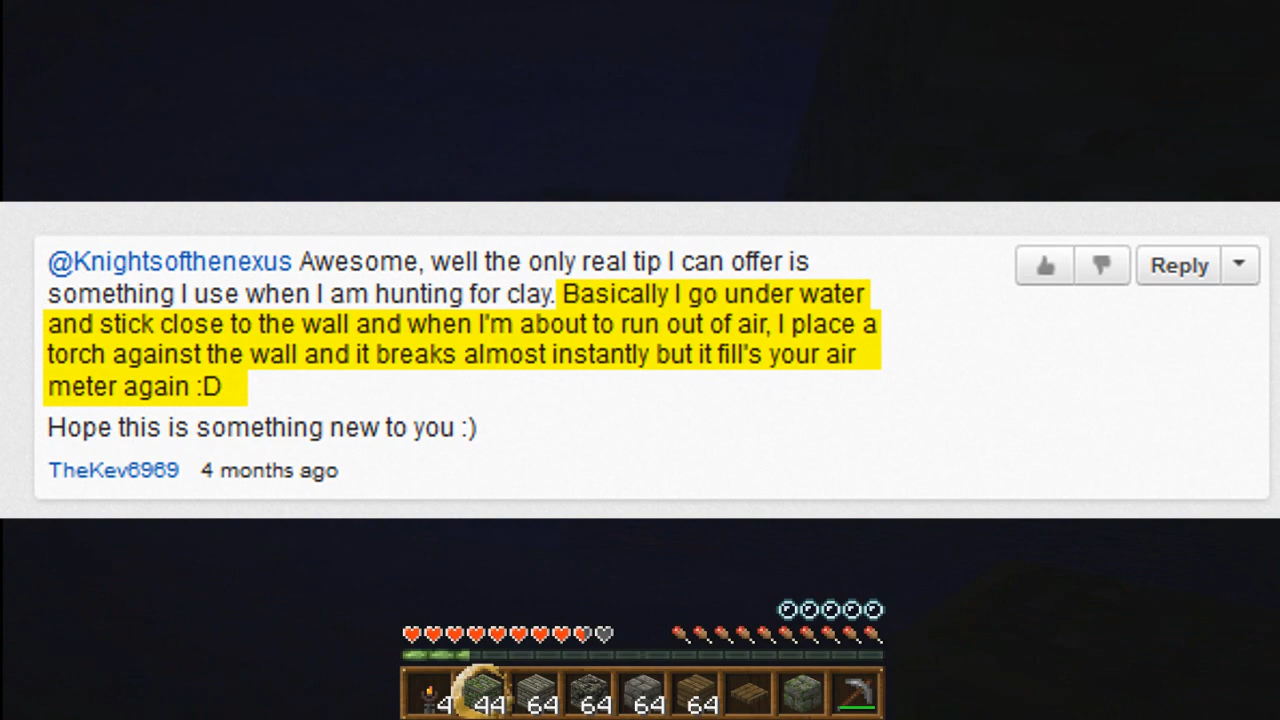 @Knightsofthenexus Awesome, well the only real tip I can offer is
something I use when I am hunting for clay. Basically I go under water
and stick close to the wall and when I'm about to run out of air, I place a
torch against the wall and it breaks almost instantly but it fill's your air
meter again :D
Hope this is something new to you :)
TheKev6969 4 months ago
Reply
4 44 64 64 64 64